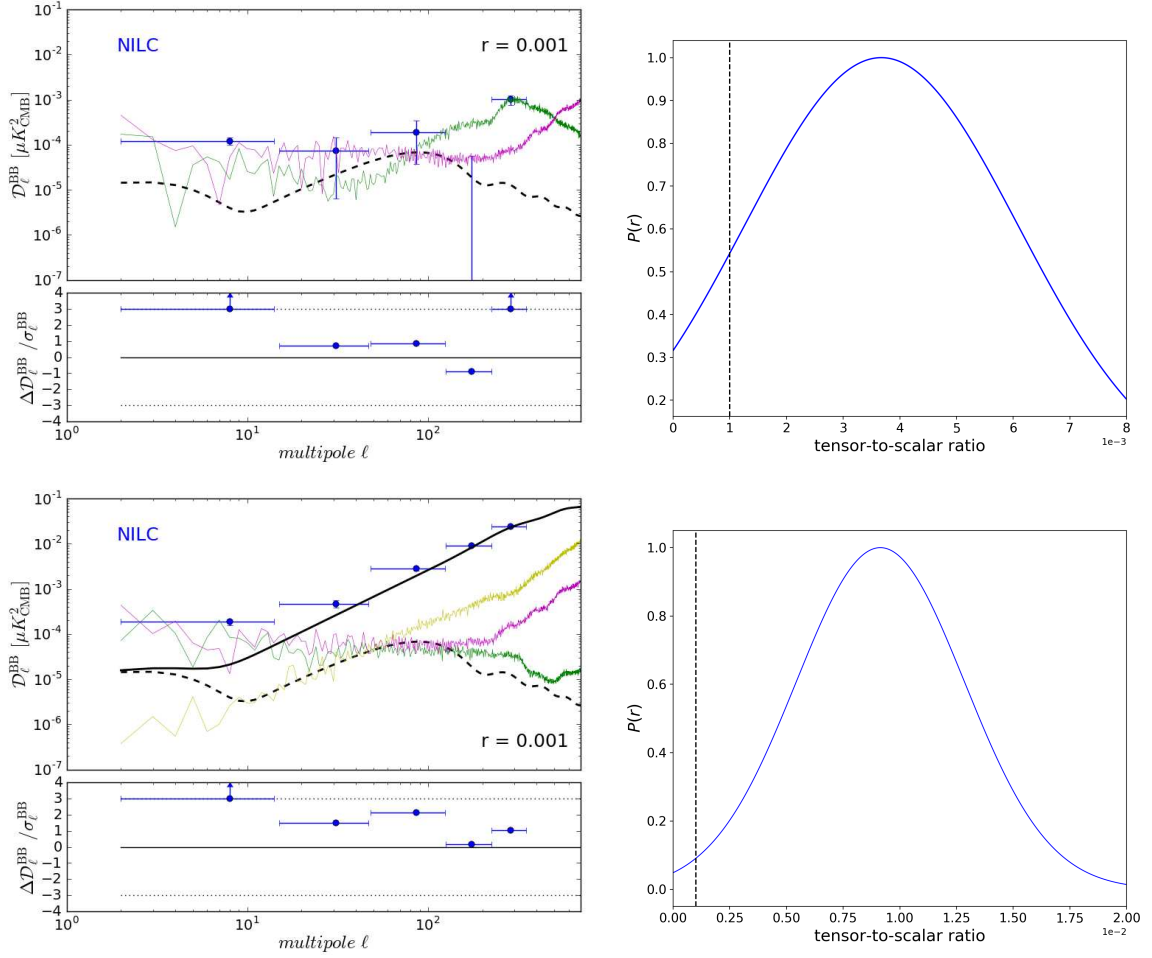 NILC
r = 0.001
𝒟_ℓ^BB [μK²_CMB]
10^-1
10^-2
10^-3
10^-4
10^-5
10^-6
10^-7
Δ𝒟_ℓ^BB / σ_ℓ^BB
4
3
2
1
0
−1
−2
−3
−4
10^0 10^1 10^2
multipole ℓ
P(r)
1.0
0.9
0.8
0.7
0.6
0.5
0.4
0.3
0.2
0 1 2 3 4 5 6 7 8
1e−3
tensor-to-scalar ratio
NILC
r = 0.001
𝒟_ℓ^BB [μK²_CMB]
10^-1
10^-2
10^-3
10^-4
10^-5
10^-6
10^-7
Δ𝒟_ℓ^BB / σ_ℓ^BB
4
3
2
1
0
−1
−2
−3
−4
10^0 10^1 10^2
multipole ℓ
P(r)
1.0
0.8
0.6
0.4
0.2
0.0
0.00 0.25 0.50 0.75 1.00 1.25 1.50 1.75 2.00
1e−2
tensor-to-scalar ratio